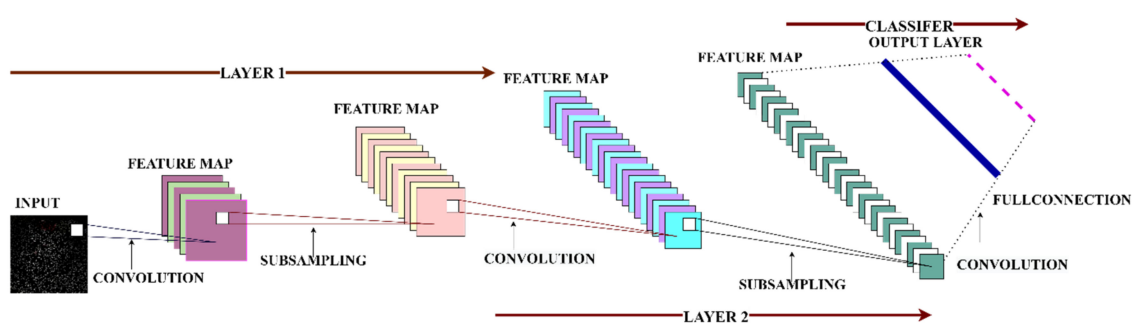 CLASSIFER
OUTPUT LAYER
FEATURE MAP
LAYER 1
FEATURE MAP
FEATURE MAP
FEATURE MAP
INPUT
FULLCONNECTION
CONVOLUTION
SUBSAMPLING
CONVOLUTION
SUBSAMPLING
CONVOLUTION
LAYER 2